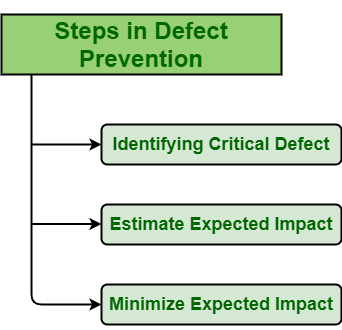 Steps in Defect
Prevention
Identifying Critical Defect
Estimate Expected Impact
Minimize Expected Impact